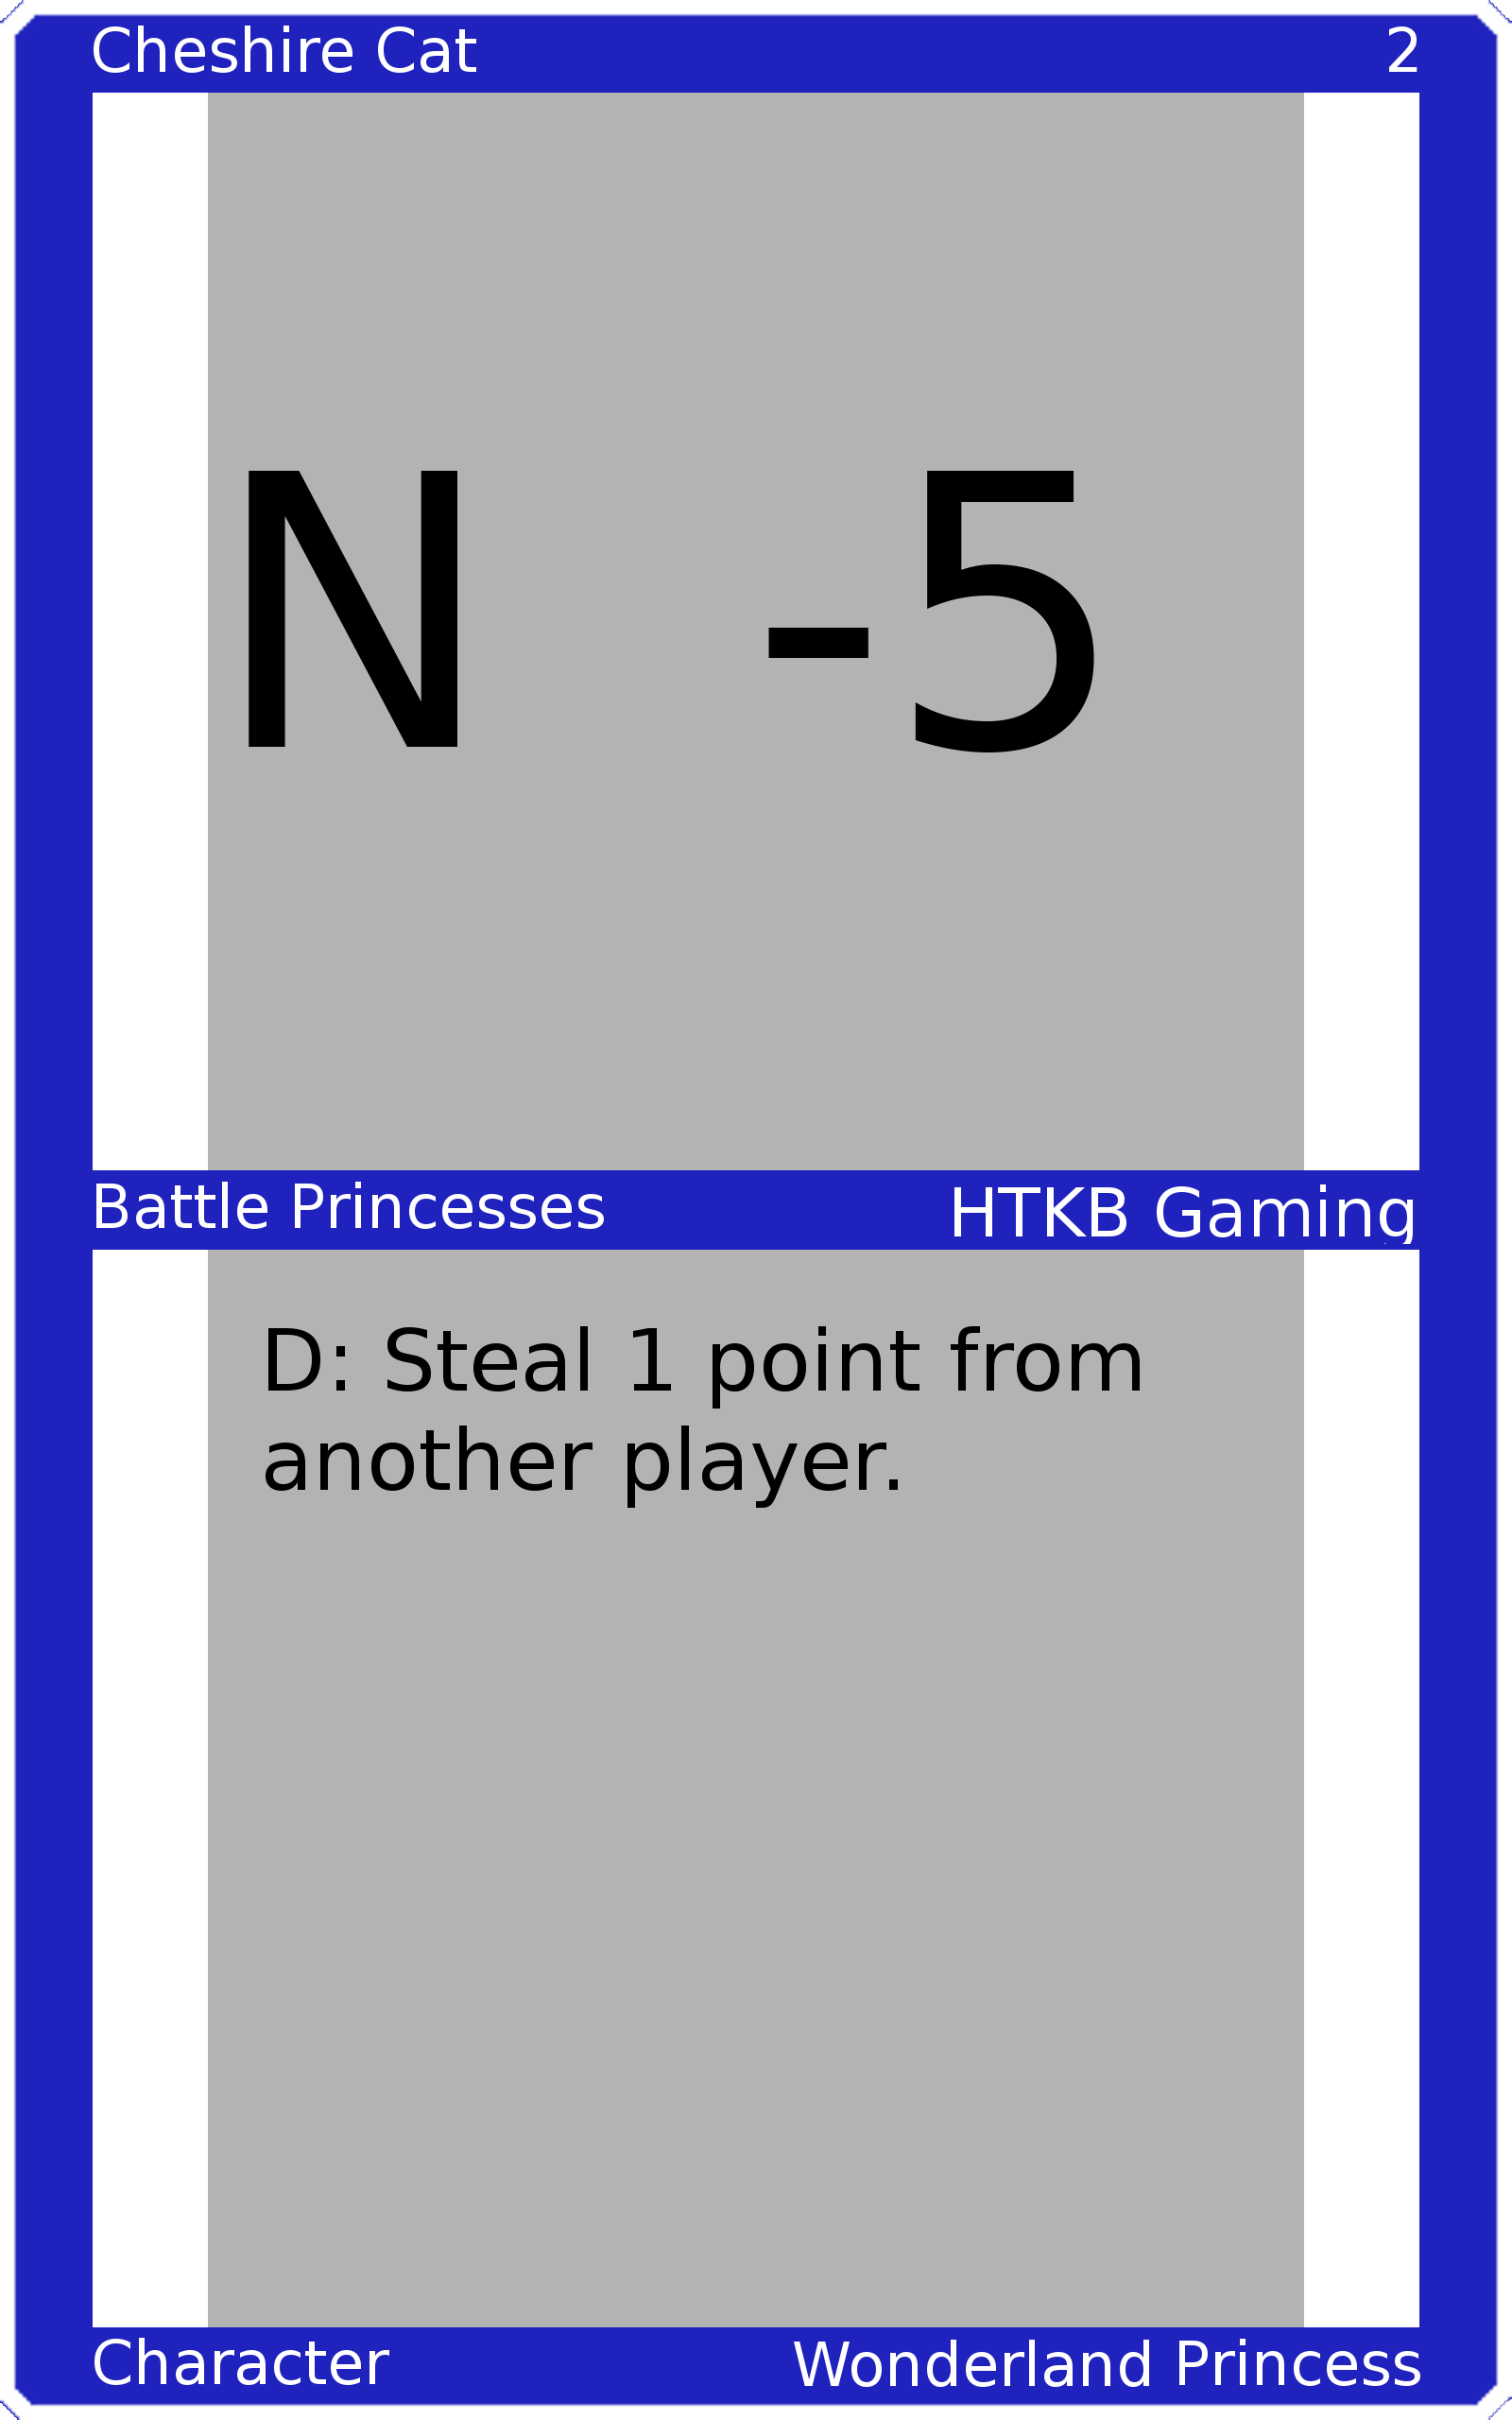 Cheshire Cat 2
N -5
Battle Princesses HTKB Gaming
D: Steal 1 point from
another player.
Character Wonderland Princess